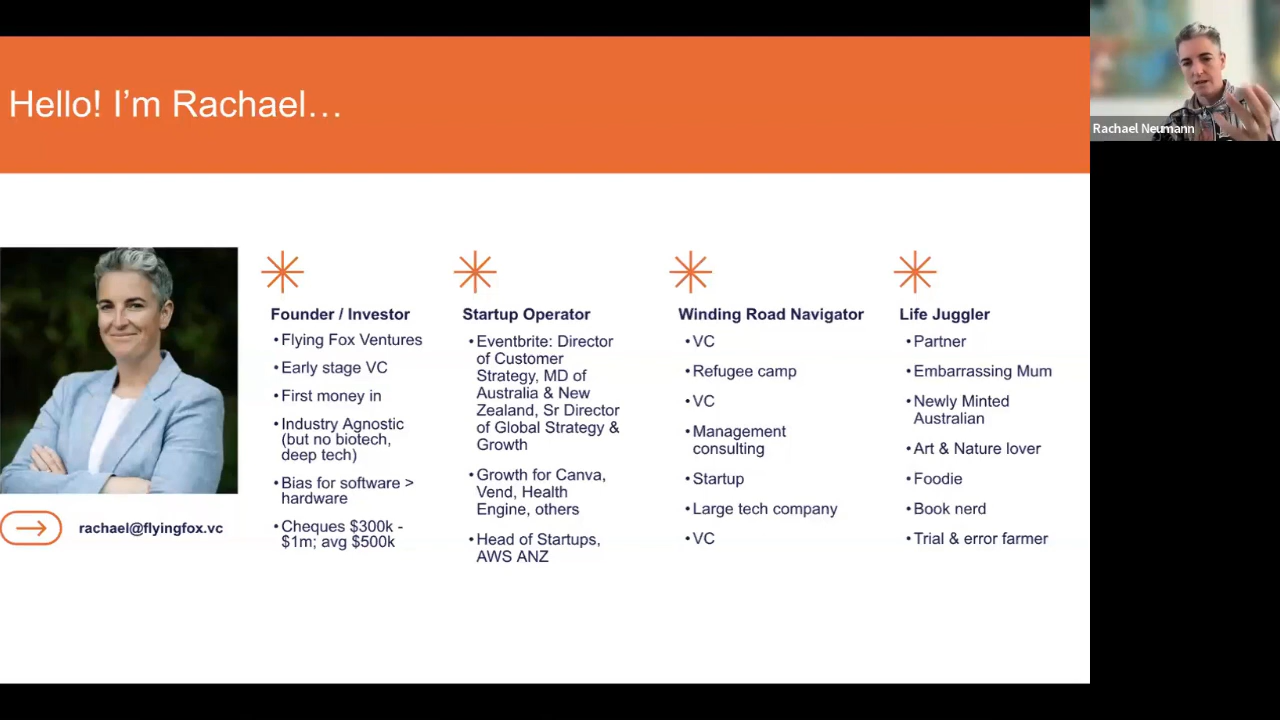 Hello! I'm Rachael…
Rachael Neumann
Founder / Investor
•Flying Fox Ventures
•Early stage VC
•First money in
•Industry Agnostic
(but no biotech,
deep tech)
•Bias for software >
hardware
•Cheques $300k -
$1m; avg $500k
Startup Operator
•Eventbrite: Director
of Customer
Strategy, MD of
Australia & New
Zealand, Sr Director
of Global Strategy &
Growth
•Growth for Canva,
Vend, Health
Engine, others
•Head of Startups,
AWS ANZ
Winding Road Navigator
•VC
•Refugee camp
•VC
•Management
consulting
•Startup
•Large tech company
•VC
Life Juggler
•Partner
•Embarrassing Mum
•Newly Minted
Australian
•Art & Nature lover
•Foodie
•Book nerd
•Trial & error farmer
rachael@flyingfox.vc